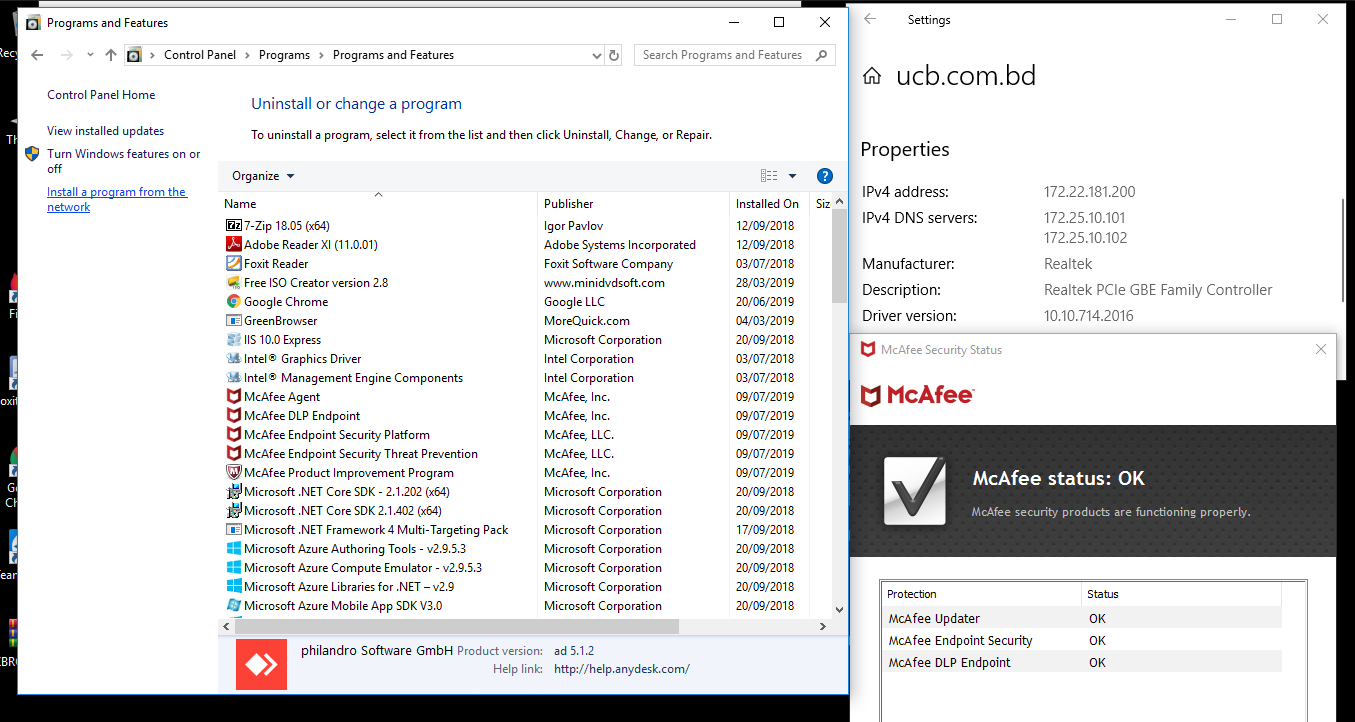 Programs and Features
Control Panel > Programs > Programs and Features
Search Programs and Features
Control Panel Home
View installed updates
Turn Windows features on or
off
Install a program from the
network
Uninstall or change a program
To uninstall a program, select it from the list and then click Uninstall, Change, or Repair.
Organize
Name Publisher Installed On Siz
7-Zip 18.05 (x64) Igor Pavlov 12/09/2018
Adobe Reader XI (11.0.01) Adobe Systems Incorporated 12/09/2018
Foxit Reader Foxit Software Company 03/07/2018
Free ISO Creator version 2.8 www.minidvdsoft.com 28/03/2019
Google Chrome Google LLC 20/06/2019
GreenBrowser MoreQuick.com 04/03/2019
IIS 10.0 Express Microsoft Corporation 20/09/2018
Intel® Graphics Driver Intel Corporation 03/07/2018
Intel® Management Engine Components Intel Corporation 03/07/2018
McAfee Agent McAfee, Inc. 09/07/2019
McAfee DLP Endpoint McAfee, Inc. 09/07/2019
McAfee Endpoint Security Platform McAfee, LLC. 09/07/2019
McAfee Endpoint Security Threat Prevention McAfee, LLC. 09/07/2019
McAfee Product Improvement Program McAfee, Inc. 09/07/2019
Microsoft .NET Core SDK - 2.1.202 (x64) Microsoft Corporation 20/09/2018
Microsoft .NET Core SDK 2.1.402 (x64) Microsoft Corporation 20/09/2018
Microsoft .NET Framework 4 Multi-Targeting Pack Microsoft Corporation 17/09/2018
Microsoft Azure Authoring Tools - v2.9.5.3 Microsoft Corporation 20/09/2018
Microsoft Azure Compute Emulator - v2.9.5.3 Microsoft Corporation 20/09/2018
Microsoft Azure Libraries for .NET – v2.9 Microsoft Corporation 20/09/2018
Microsoft Azure Mobile App SDK V3.0 Microsoft Corporation 20/09/2018
philandro Software GmbH Product version: ad 5.1.2
Help link: http://help.anydesk.com/
Settings
ucb.com.bd
Properties
IPv4 address: 172.22.181.200
IPv4 DNS servers: 172.25.10.101
172.25.10.102
Manufacturer: Realtek
Description: Realtek PCIe GBE Family Controller
Driver version: 10.10.714.2016
McAfee Security Status
McAfee
McAfee status: OK
McAfee security products are functioning properly.
Protection Status
McAfee Updater OK
McAfee Endpoint Security OK
McAfee DLP Endpoint OK